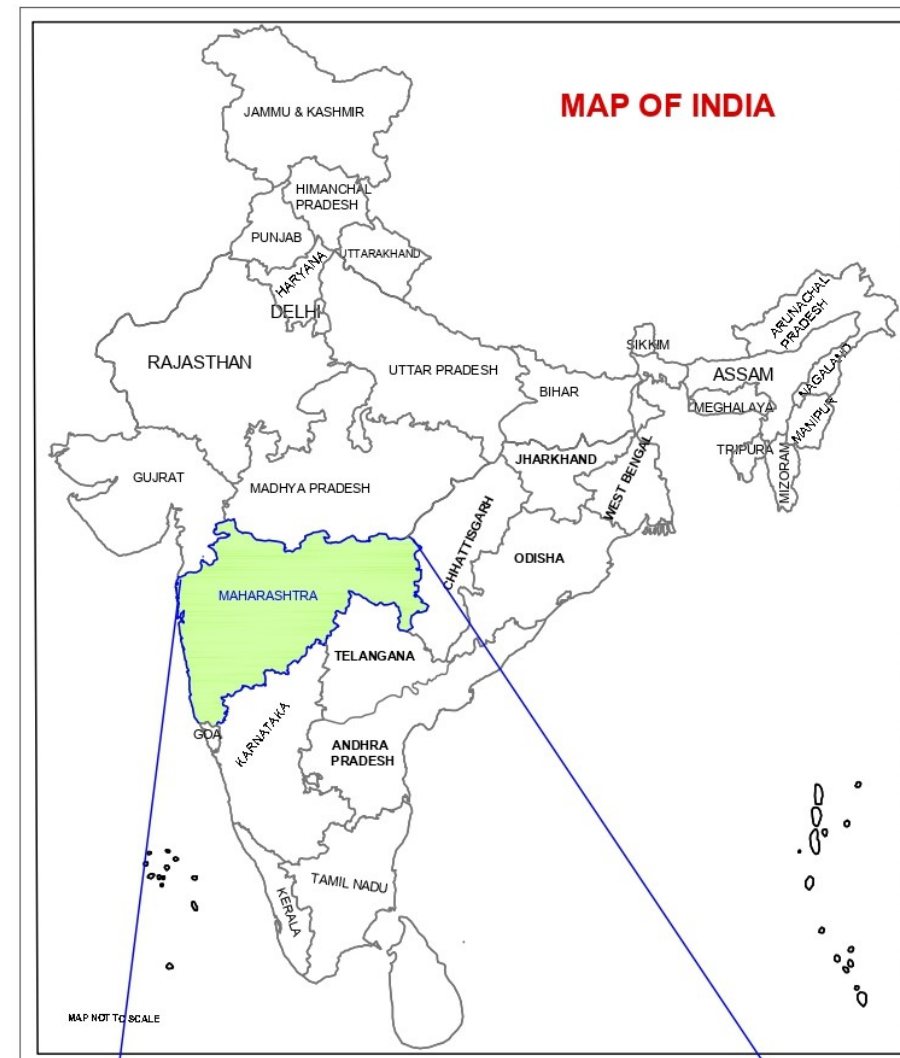 MAP OF INDIA
JAMMU & KASHMIR
HIMANCHAL
PRADESH
PUNJAB
UTTARAKHAND
HARYANA
DELHI
ARUNACHAL
PRADESH
SIKKIM
RAJASTHAN
UTTAR PRADESH
ASSAM
NAGALAND
BIHAR
MEGHALAYA
MANIPUR
TRIPURA
MIZORAM
JHARKHAND
WEST BENGAL
GUJRAT
MADHYA PRADESH
CHHATTISGARH
ODISHA
MAHARASHTRA
TELANGANA
GOA
KARNATAKA
ANDHRA
PRADESH
TAMIL NADU
KERALA
MAP NOT TO SCALE